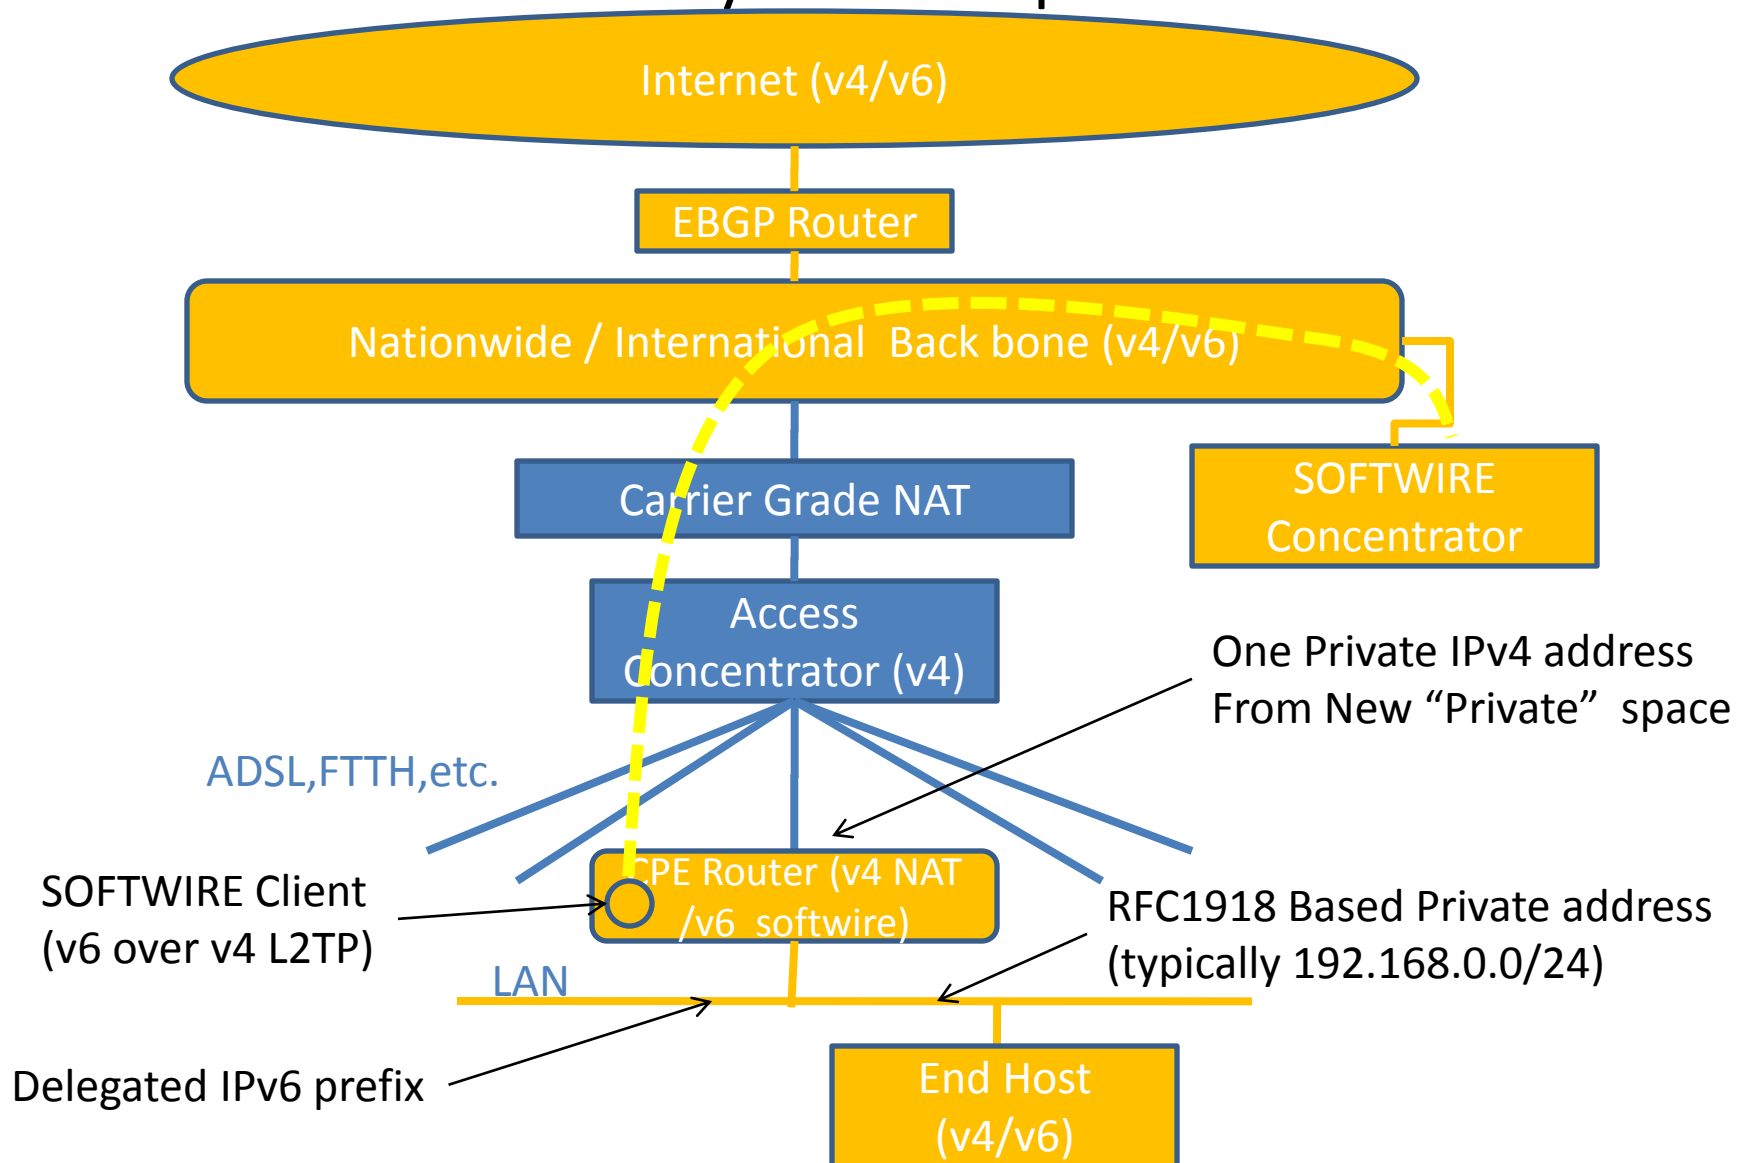 Internet (v4/v6)
EBGP Router
Nationwide / International Back bone (v4/v6)
Carrier Grade NAT
SOFTWIRE
Concentrator
Access
Concentrator (v4)
One Private IPv4 address
From New “Private” space
ADSL,FTTH,etc.
CPE Router (v4 NAT
/v6 softwire)
SOFTWIRE Client
(v6 over v4 L2TP)
RFC1918 Based Private address
(typically 192.168.0.0/24)
LAN
Delegated IPv6 prefix
End Host
(v4/v6)